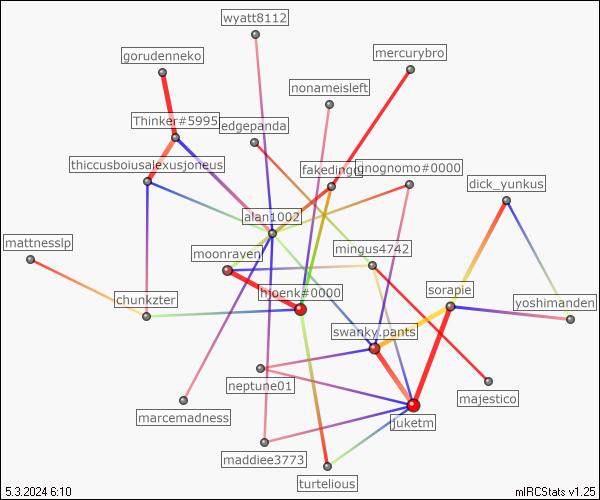 wyatt8112
gorudenneko
mercurybro
nonameisleft
Thinker#5995
edgepanda
thiccusboiusalexusjoneus
fakedingo
gnognomo#0000
dick_yunkus
alan1002
mattnesslp
moonraven
mingus4742
chunkzter
hjoenk#0000
sorapie
yoshimanden
swanky.pants
neptune01
majestico
marcemadness
juketm
maddiee3773
turtelious
5.3.2024 6:10
mIRCStats v1.25